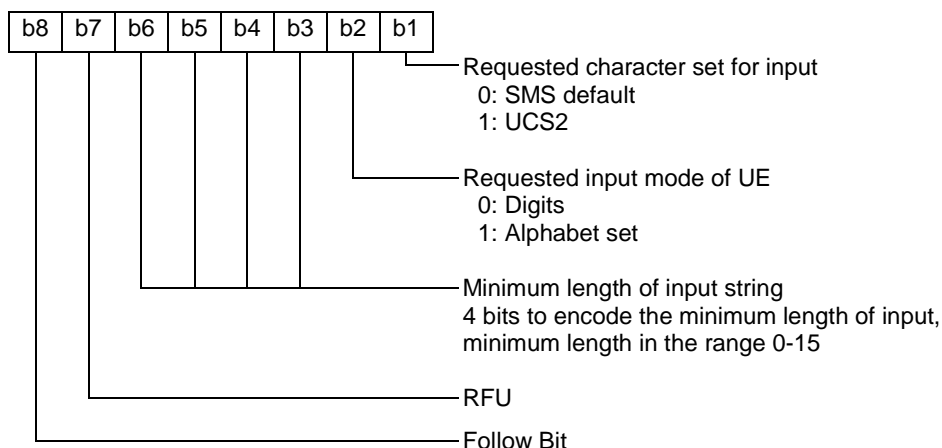 b8 b7 b6 b5 b4 b3 b2 b1
Requested character set for input
0: SMS default
1: UCS2
Requested input mode of UE
0: Digits
1: Alphabet set
Minimum length of input string
4 bits to encode the minimum length of input,
minimum length in the range 0-15
RFU
Follow Bit